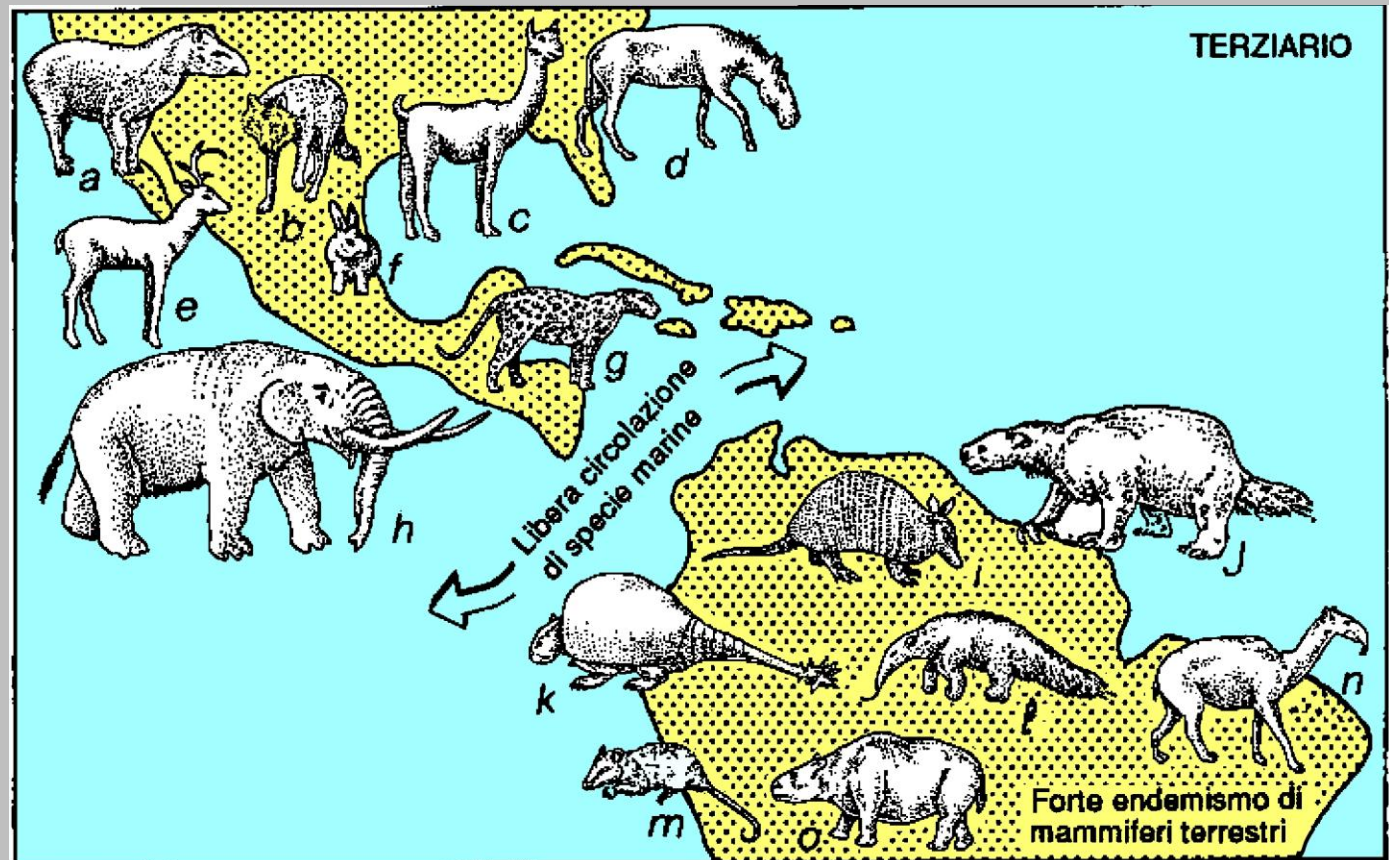 TERZIARIO
a
b
c
d
e
f
g
h
Libera circolazione
di specie marine
i
j
k
l
m
n
o
Forte endemismo di
mammiferi terrestri